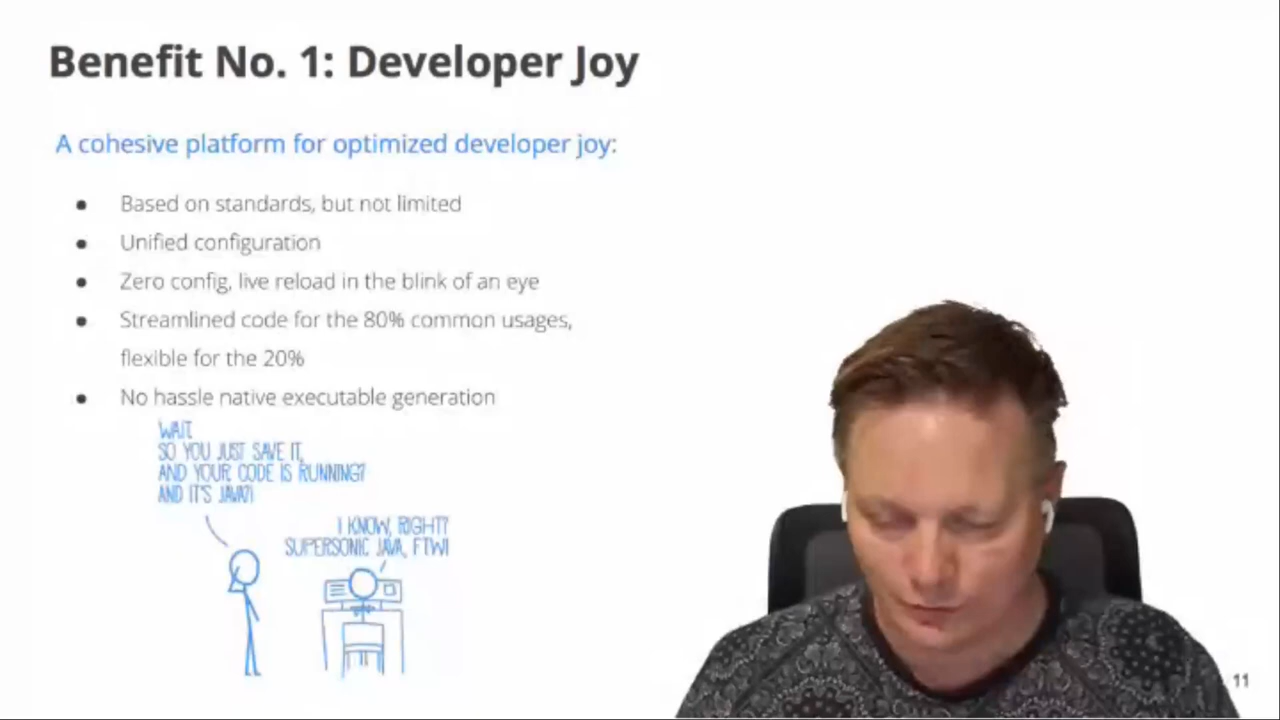 Benefit No. 1: Developer Joy
A cohesive platform for optimized developer joy:
● Based on standards, but not limited
● Unified configuration
● Zero config, live reload in the blink of an eye
● Streamlined code for the 80% common usages,
flexible for the 20%
● No hassle native executable generation
WAIT.
SO YOU JUST SAVE IT,
AND YOUR CODE IS RUNNING?
AND IT'S JAVA?!
I KNOW, RIGHT?
SUPERSONIC JAVA, FTW!
11